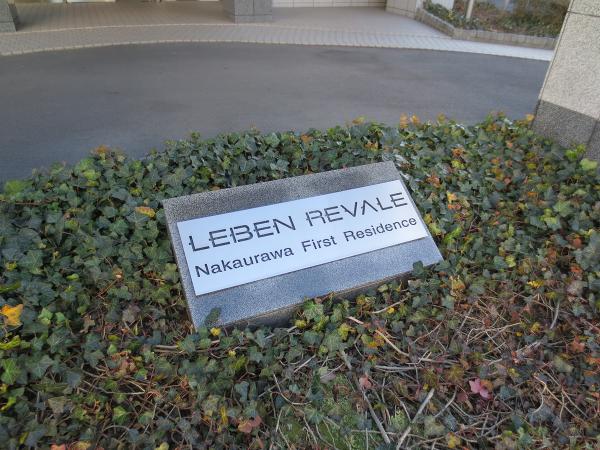 LEBEN REVALE
Nakaurawa First Residence